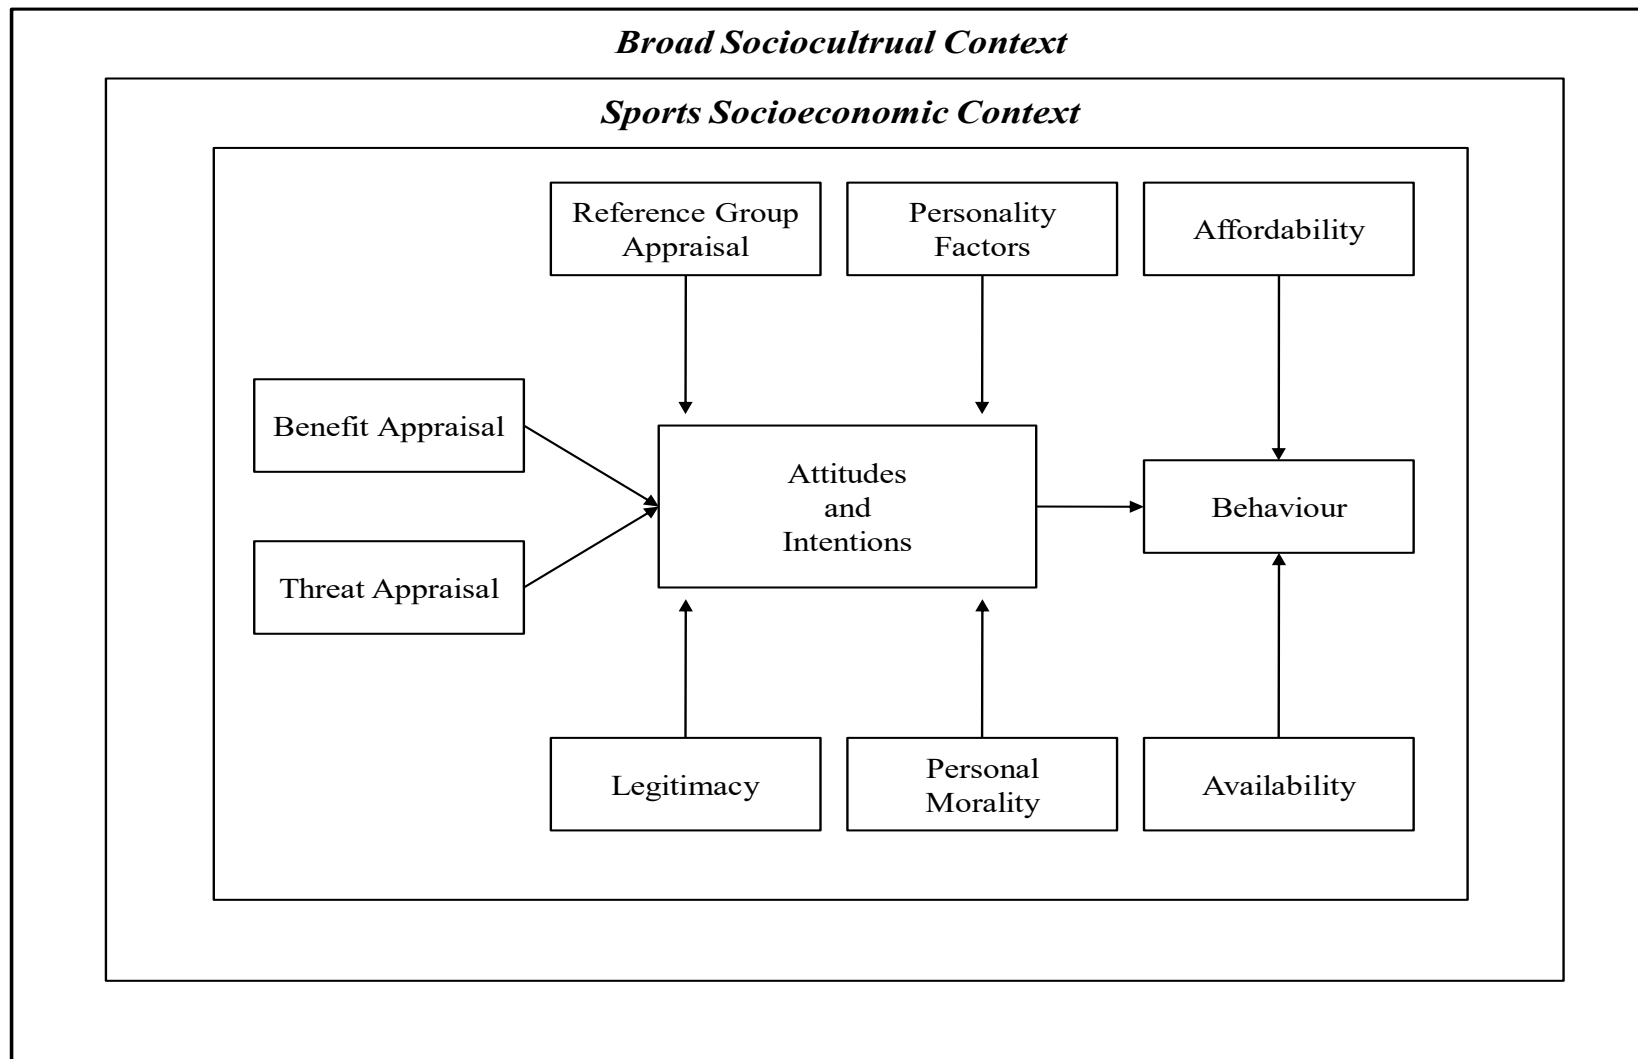 Broad Sociocultrual Context
Sports Socioeconomic Context
Reference Group
Appraisal
Personality
Factors
Affordability
Benefit Appraisal
Threat Appraisal
Attitudes
and
Intentions
Behaviour
Legitimacy
Personal
Morality
Availability